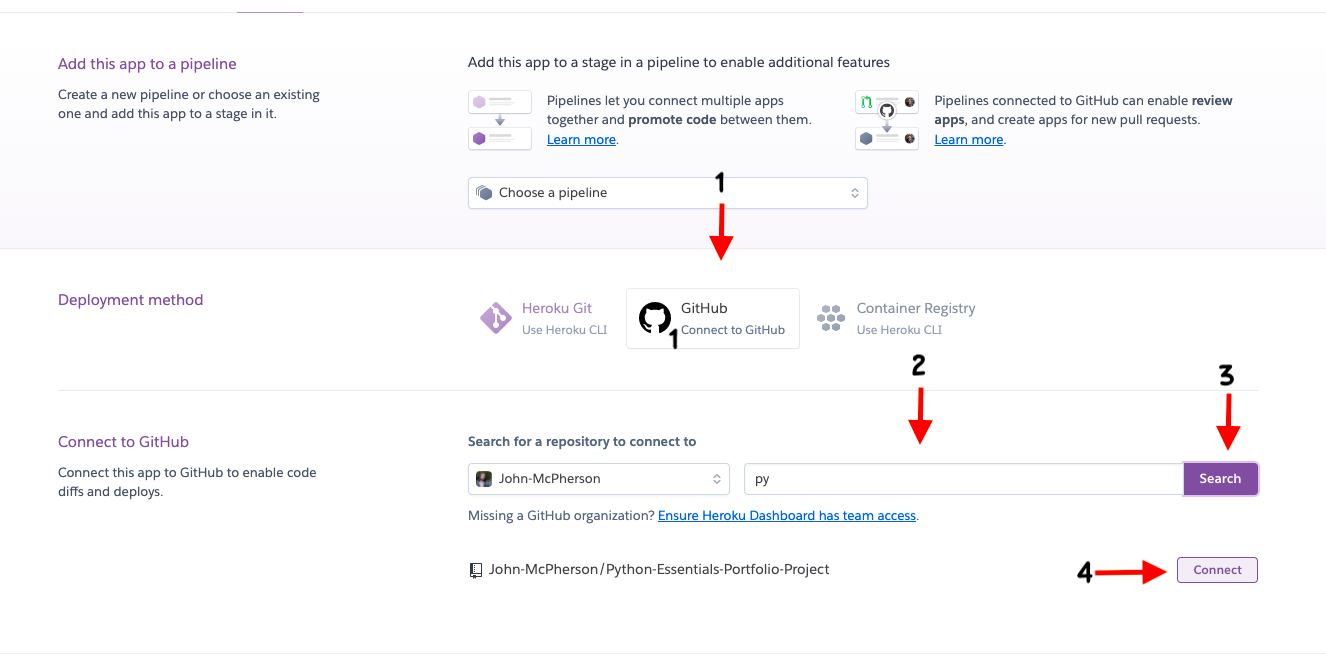 Add this app to a pipeline
Create a new pipeline or choose an existing
one and add this app to a stage in it.
Add this app to a stage in a pipeline to enable additional features
Pipelines let you connect multiple apps
together and promote code between them.
Learn more.
Pipelines connected to GitHub can enable review
apps, and create apps for new pull requests.
Learn more.
1
Choose a pipeline
Deployment method
Heroku Git
Use Heroku CLI
GitHub
Connect to GitHub
1
Container Registry
Use Heroku CLI
2
3
Connect to GitHub
Connect this app to GitHub to enable code
diffs and deploys.
Search for a repository to connect to
John-McPherson
py
Search
Missing a GitHub organization? Ensure Heroku Dashboard has team access.
John-McPherson/Python-Essentials-Portfolio-Project
4
Connect